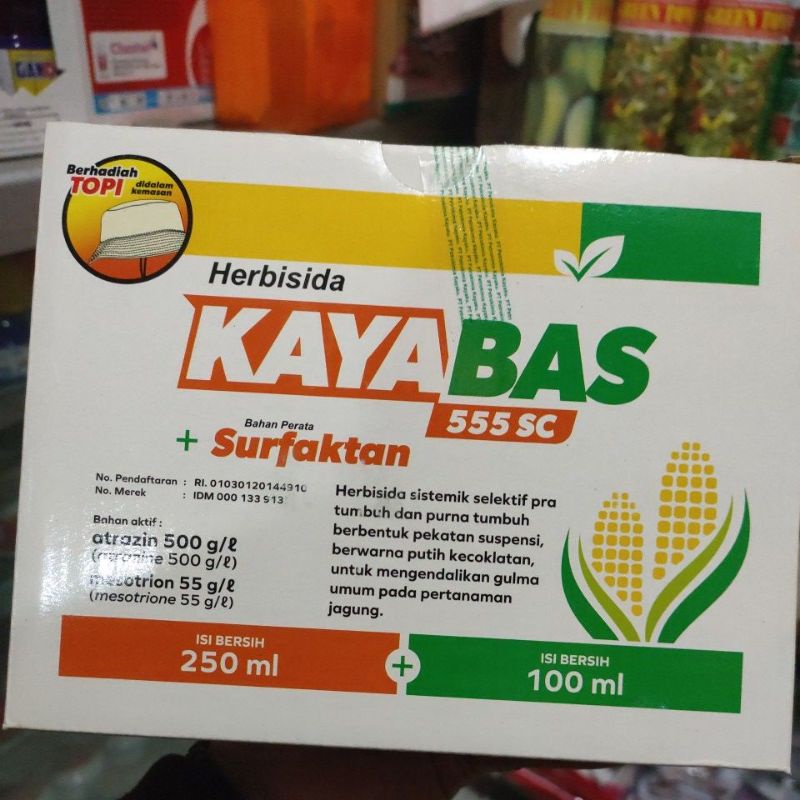 GREEN TOWN
Berhadiah
TOPI didalam
kemasan
Herbisida
KAYABAS
555 SC
Bahan Perata
+ Surfaktan
No. Pendaftaran : RI. 01030120144910
No. Merek : IDM 000 133 913
Bahan aktif :
atrazin 500 g/ℓ
(atrazine 500 g/ℓ)
mesotrion 55 g/ℓ
(mesotrione 55 g/ℓ)
Herbisida sistemik selektif pra
tumbuh dan purna tumbuh
berbentuk pekatan suspensi,
berwarna putih kecoklatan,
untuk mengendalikan gulma
umum pada pertanaman
jagung.
ISI BERSIH
250 ml
+
ISI BERSIH
100 ml